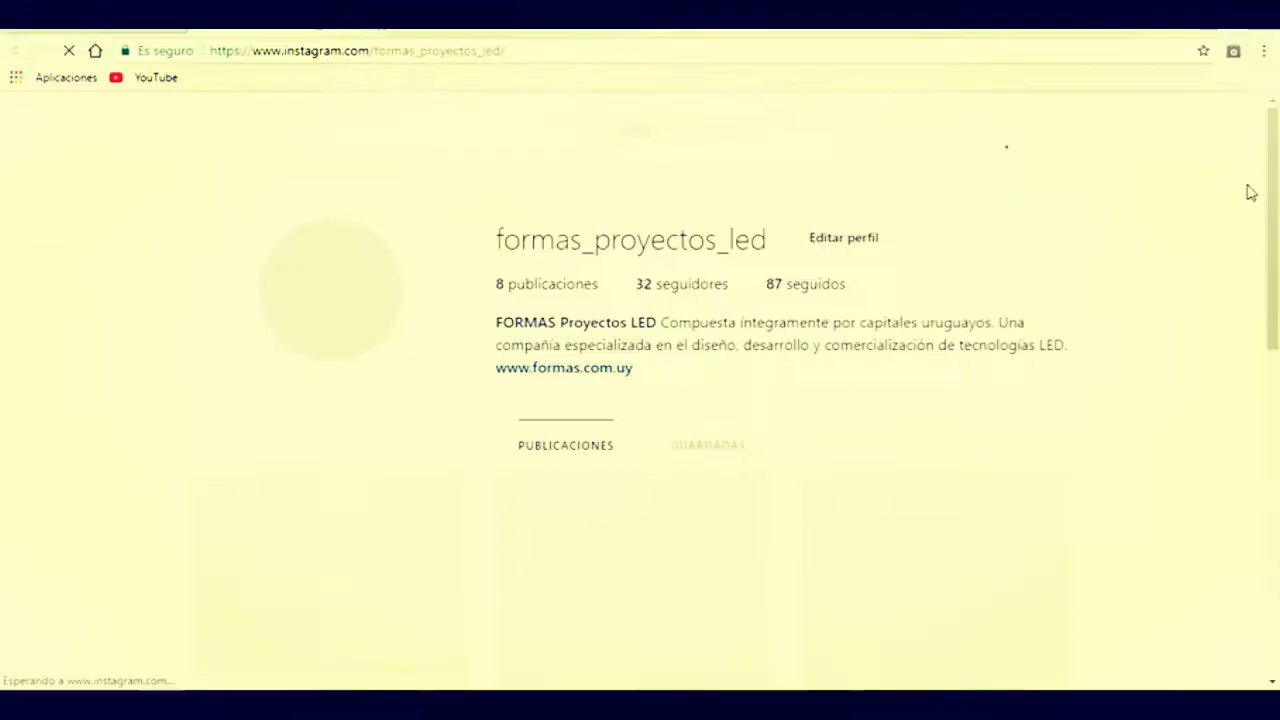 Es seguro https://www.instagram.com/formas_proyectos_led/
Aplicaciones YouTube
formas_proyectos_led Editar perfil
8 publicaciones 32 seguidores 87 seguidos
FORMAS Proyectos LED Compuesta íntegramente por capitales uruguayos. Una
compañía especializada en el diseño, desarrollo y comercialización de tecnologías LED.
www.formas.com.uy
PUBLICACIONES GUARDADAS
Esperando a www.instagram.com...